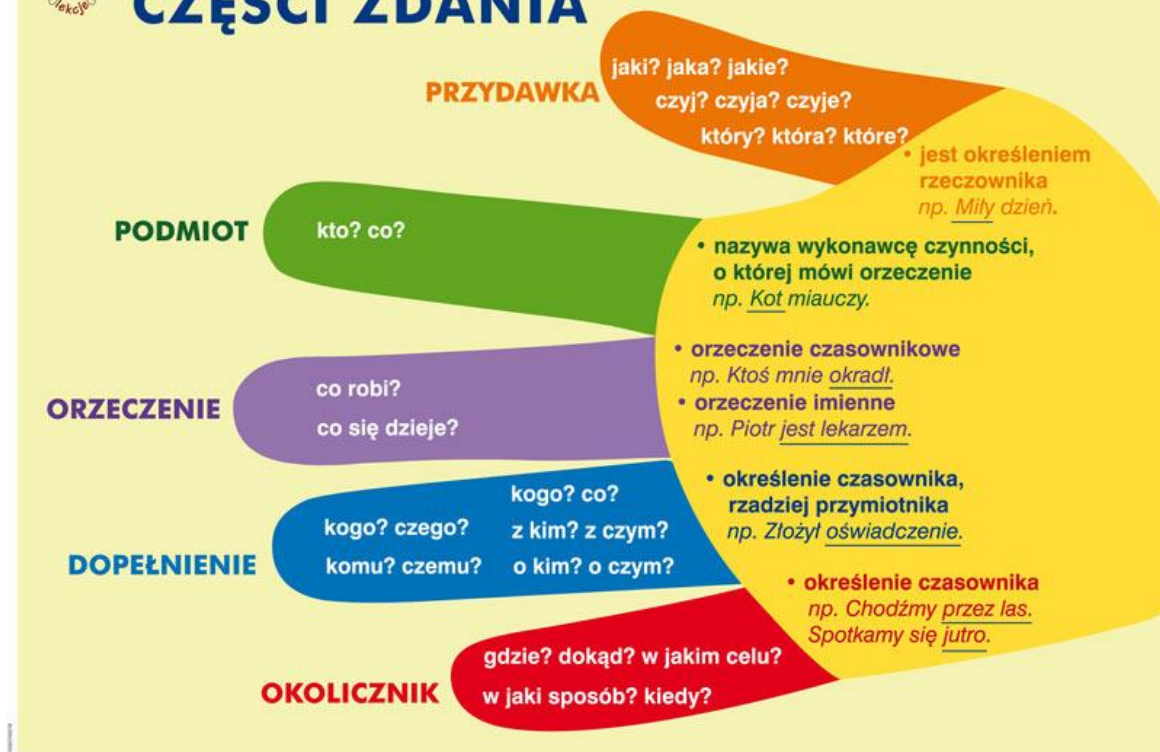 CZĘŚCI ZDANIA
PRZYDAWKA
jaki? jaka? jakie?
czyj? czyja? czyje?
który? która? które?
• jest określeniem
rzeczownika
np. Miły dzień.
PODMIOT
kto? co?
• nazywa wykonawcę czynności,
o której mówi orzeczenie
np. Kot miauczy.
ORZECZENIE
co robi?
co się dzieje?
• orzeczenie czasownikowe
np. Ktoś mnie okradł.
• orzeczenie imienne
np. Piotr jest lekarzem.
DOPEŁNIENIE
kogo? czego?
komu? czemu?
kogo? co?
z kim? z czym?
o kim? o czym?
• określenie czasownika,
rzadziej przymiotnika
np. Złożył oświadczenie.
OKOLICZNIK
gdzie? dokąd? w jakim celu?
w jaki sposób? kiedy?
• określenie czasownika
np. Chodźmy przez las.
Spotkamy się jutro.